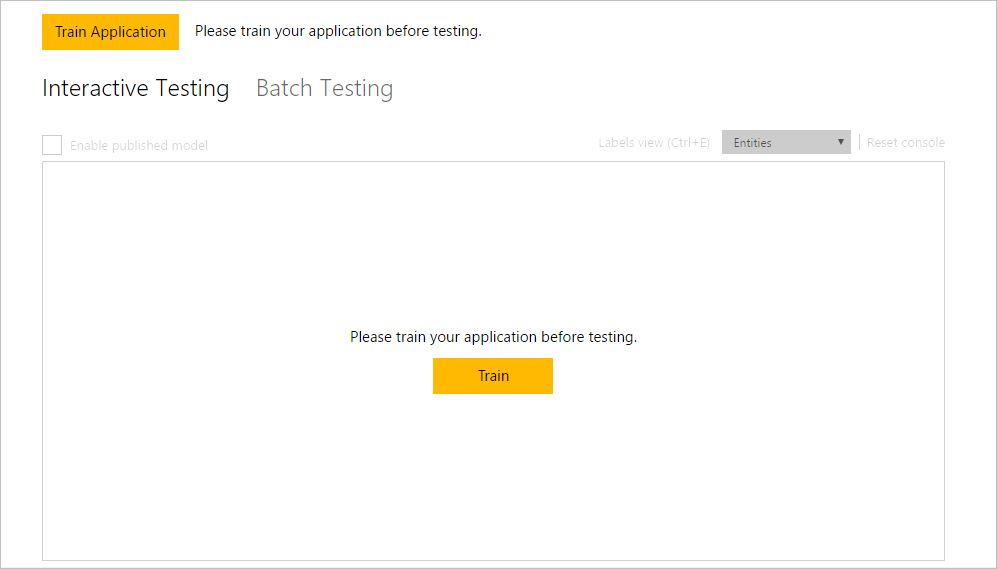 Train Application Please train your application before testing.
Interactive Testing Batch Testing
Enable published model Labels view (Ctrl+E) Entities Reset console
Please train your application before testing.
Train